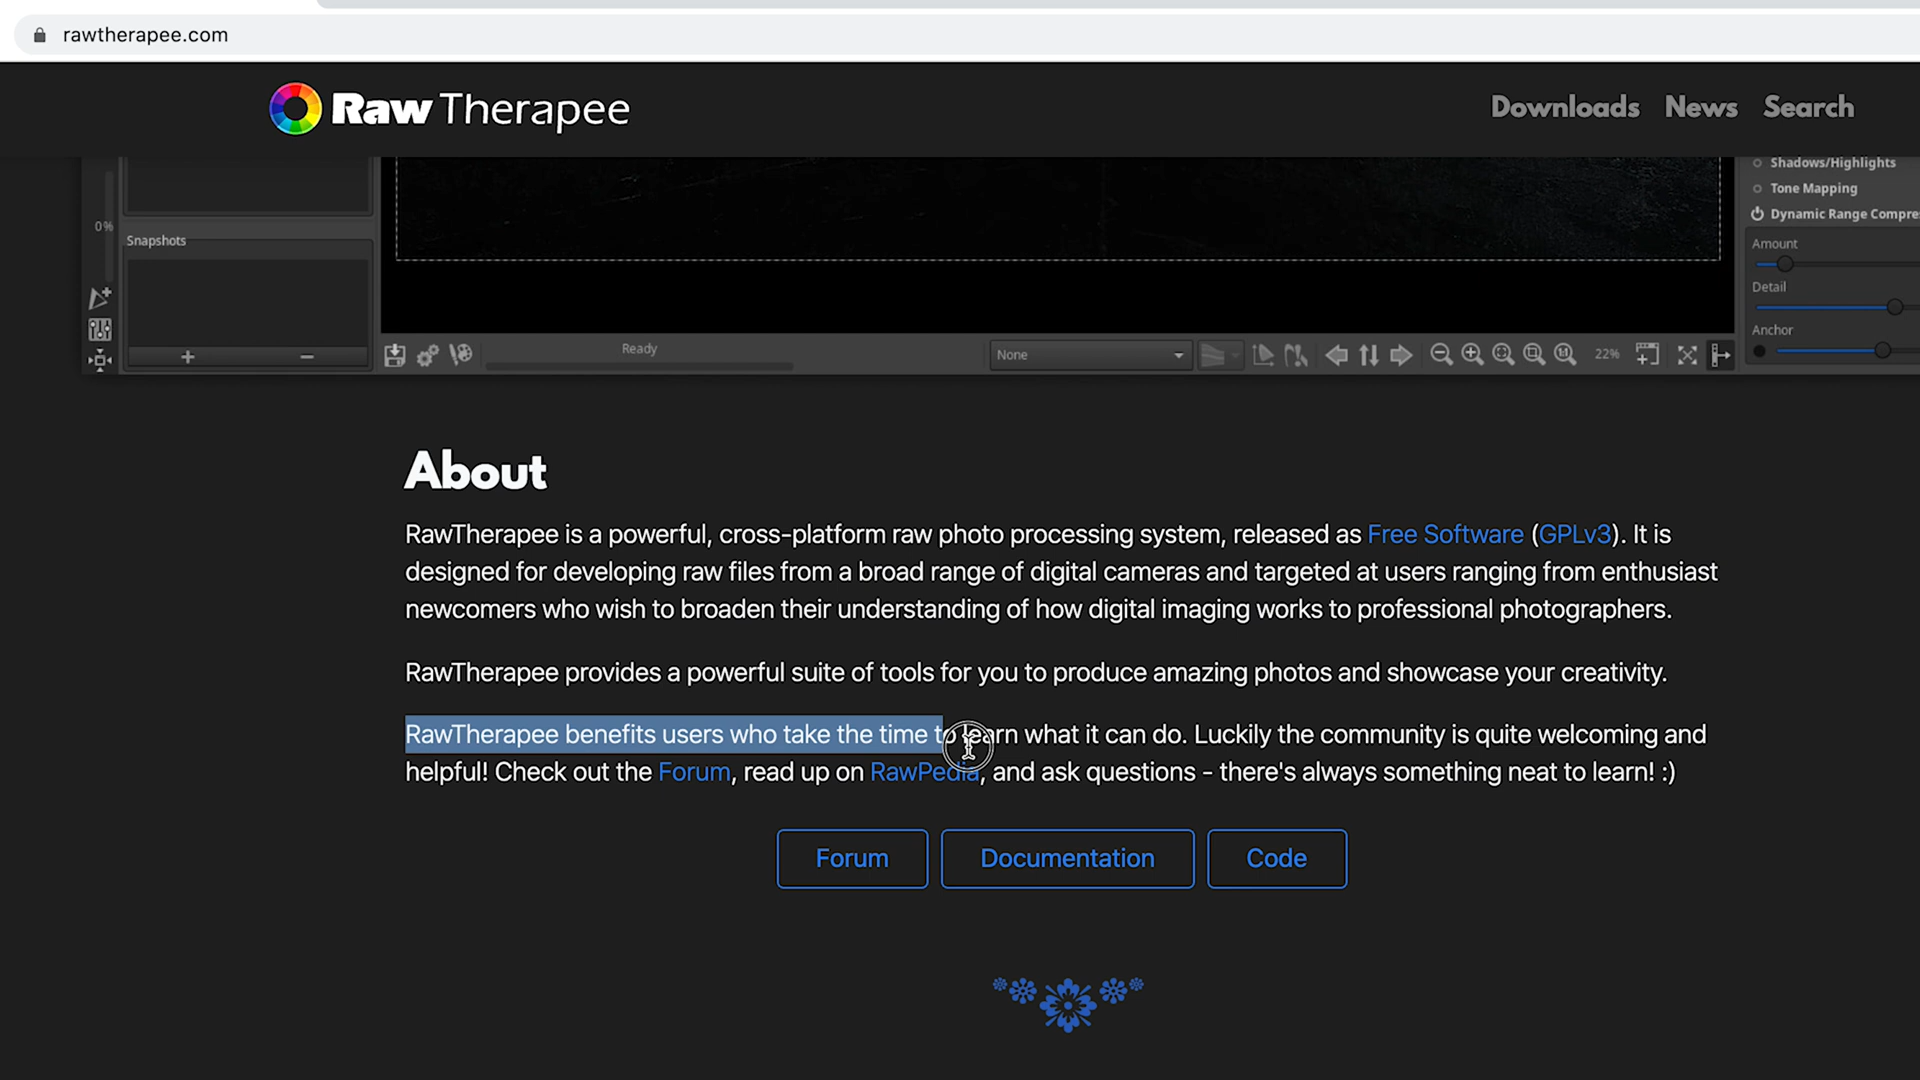 rawtherapee.com
RawTherapee
Downloads News Search
Shadows/Highlights
Tone Mapping
Dynamic Range Compre
0%
Snapshots
Amount
Detail
Anchor
Ready
None
22%
About
RawTherapee is a powerful, cross-platform raw photo processing system, released as Free Software (GPLv3). It is
designed for developing raw files from a broad range of digital cameras and targeted at users ranging from enthusiast
newcomers who wish to broaden their understanding of how digital imaging works to professional photographers.
RawTherapee provides a powerful suite of tools for you to produce amazing photos and showcase your creativity.
RawTherapee benefits users who take the time to learn what it can do. Luckily the community is quite welcoming and
helpful! Check out the Forum, read up on RawPedia, and ask questions - there's always something neat to learn! :)
Forum Documentation Code